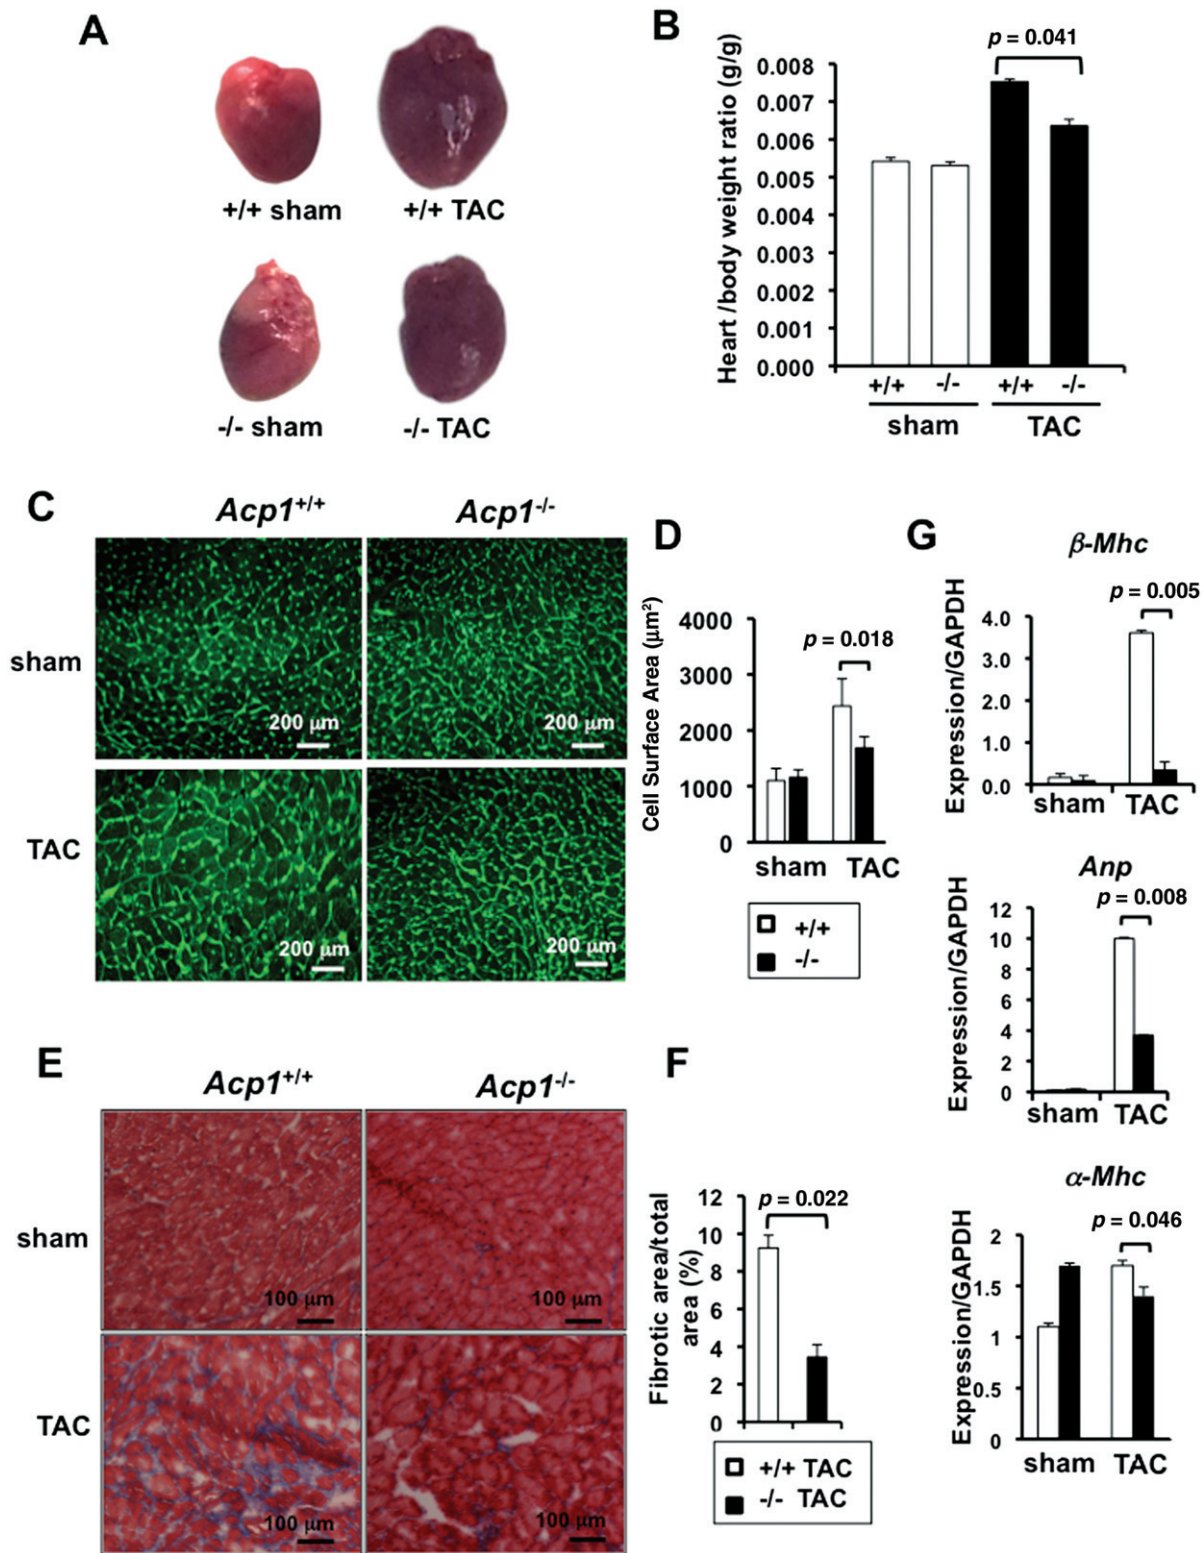 A
+/+ sham
+/+ TAC
-/- sham
-/- TAC
B
p = 0.041
Heart /body weight ratio (g/g)
0.008
0.007
0.006
0.005
0.004
0.003
0.002
0.001
0.000
+/+ -/- +/+ -/-
sham TAC
C
Acp1+/+ Acp1-/-
sham
200 μm 200 μm
TAC
200 μm 200 μm
D
Cell Surface Area (μm²)
p = 0.018
4000
3000
2000
1000
0
sham TAC
+/+
-/-
E
Acp1+/+ Acp1-/-
sham
100 μm 100 μm
TAC
100 μm 100 μm
F
Fibrotic area/total
area (%)
p = 0.022
12
10
8
6
4
2
0
+/+ TAC
-/- TAC
G
β-Mhc
p = 0.005
Expression/GAPDH
4.0
3.0
2.0
1.0
0.0
sham TAC
Anp
p = 0.008
Expression/GAPDH
12
10
8
6
4
2
0
sham TAC
α-Mhc
p = 0.046
Expression/GAPDH
2
1.5
1
0.5
0
sham TAC